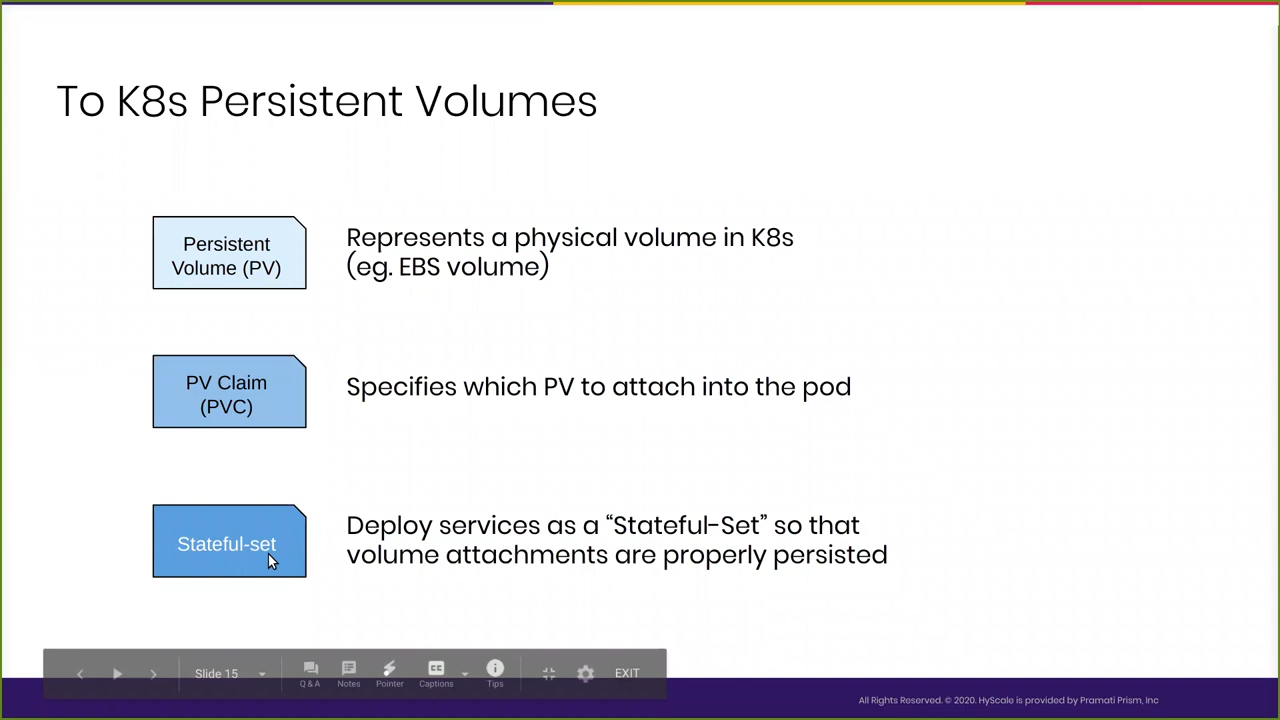 To K8s Persistent Volumes
Persistent
Volume (PV)
Represents a physical volume in K8s
(eg. EBS volume)
PV Claim
(PVC)
Specifies which PV to attach into the pod
Stateful-set
Deploy services as a “Stateful-Set” so that
volume attachments are properly persisted
Slide 15
Q & A
Notes
Pointer
Captions
Tips
EXIT
All Rights Reserved. © 2020. HyScale is provided by Pramati Prism, Inc